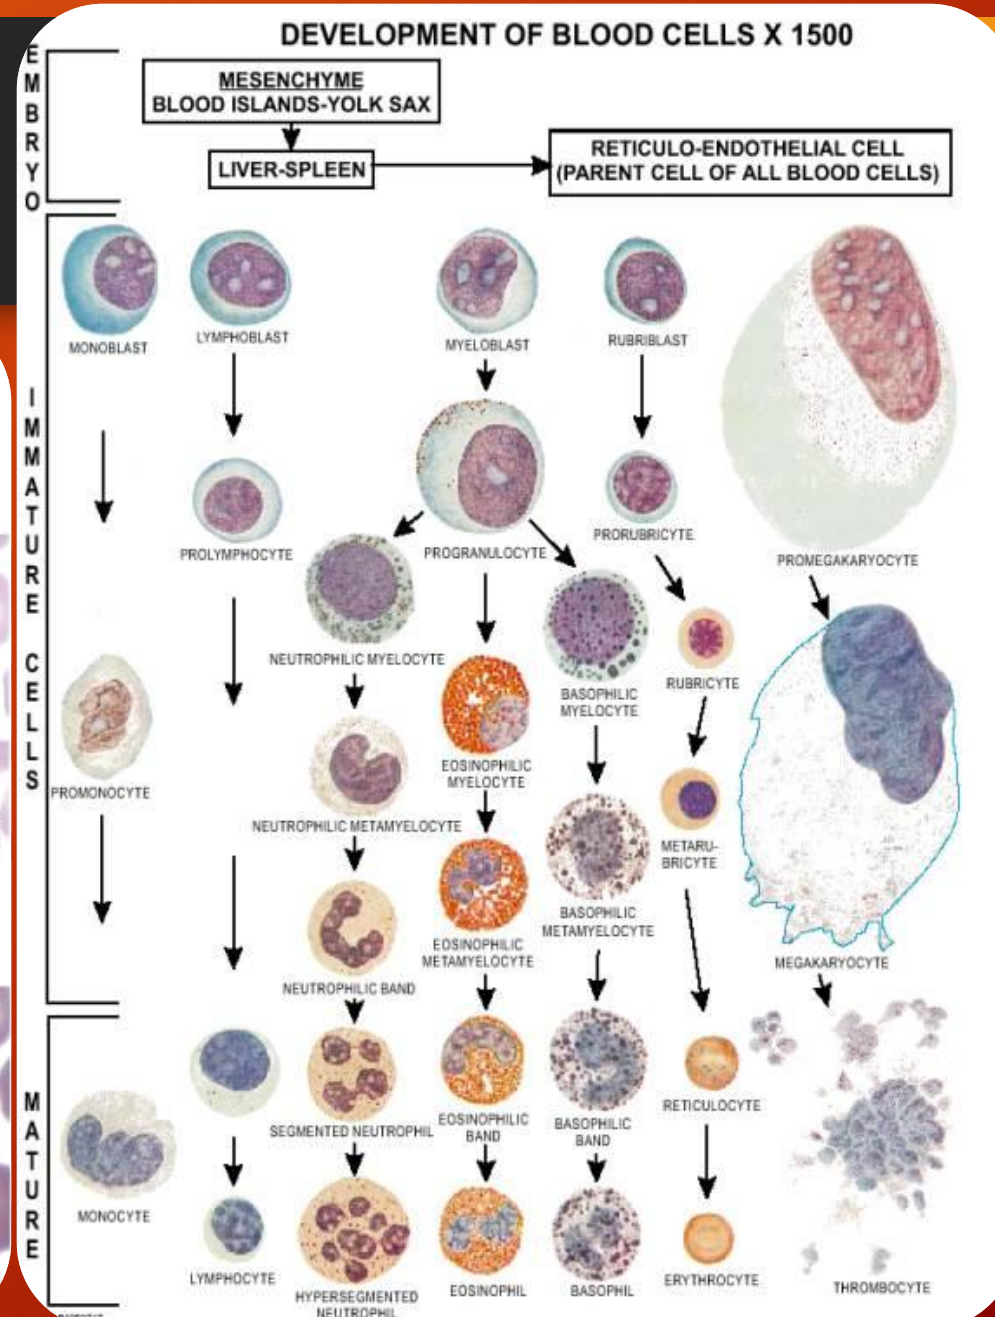 DEVELOPMENT OF BLOOD CELLS X 1500
EMBRYO
MESENCHYME
BLOOD ISLANDS-YOLK SAX
LIVER-SPLEEN
RETICULO-ENDOTHELIAL CELL
(PARENT CELL OF ALL BLOOD CELLS)
IMMATURE CELLS
MONOBLAST
LYMPHOBLAST
MYELOBLAST
RUBRIBLAST
PROLYMPHOCYTE
PROGRANULOCYTE
PRORUBRICYTE
PROMEGAKARYOCYTE
NEUTROPHILIC MYELOCYTE
BASOPHILIC
MYELOCYTE
RUBRICYTE
EOSINOPHILIC
MYELOCYTE
PROMONOCYTE
NEUTROPHILIC METAMYELOCYTE
METARU-
BRICYTE
BASOPHILIC
METAMYELOCYTE
EOSINOPHILIC
METAMYELOCYTE
MEGAKARYOCYTE
NEUTROPHILIC BAND
MATURE
SEGMENTED NEUTROPHIL
EOSINOPHILIC
BAND
BASOPHILIC
BAND
RETICULOCYTE
MONOCYTE
LYMPHOCYTE
HYPERSEGMENTED
NEUTROPHIL
EOSINOPHIL
BASOPHIL
ERYTHROCYTE
THROMBOCYTE